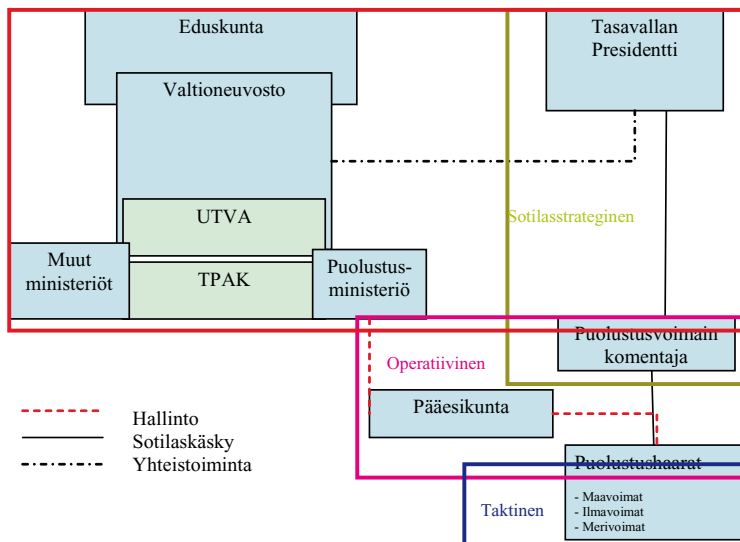 Eduskunta
Tasavallan
Presidentti
Valtioneuvosto
UTVA
Sotilasstrateginen
Muut
ministeriöt
TPAK
Puolustus-
ministeriö
Puolustusvoimain
komentaja
Operatiivinen
Pääesikunta
Hallinto
Sotilaskäsky
Yhteistoiminta
Puolustushaarat
- Maavoimat
- Ilmavoimat
- Merivoimat
Taktinen